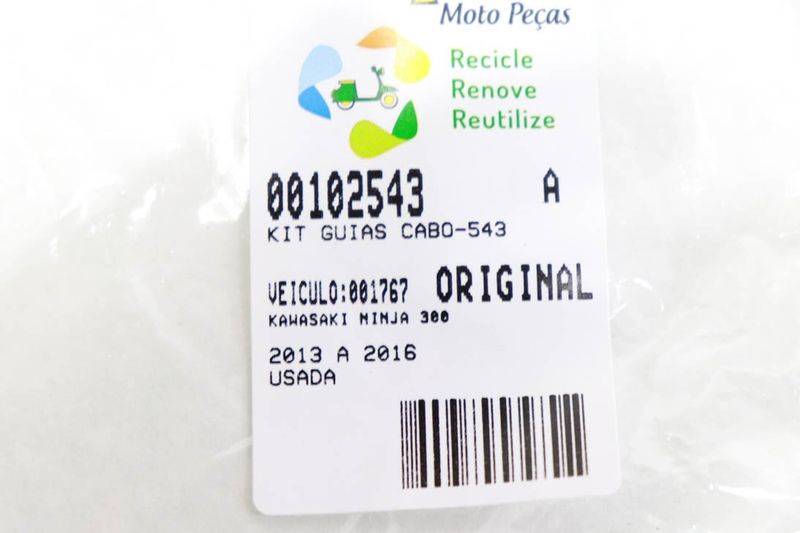 Moto Peças
Recicle
Renove
Reutilize
00102543 A
KIT GUIAS CABO-543
VEICULO:001767 ORIGINAL
KAWASAKI NINJA 300
2013 A 2016
USADA